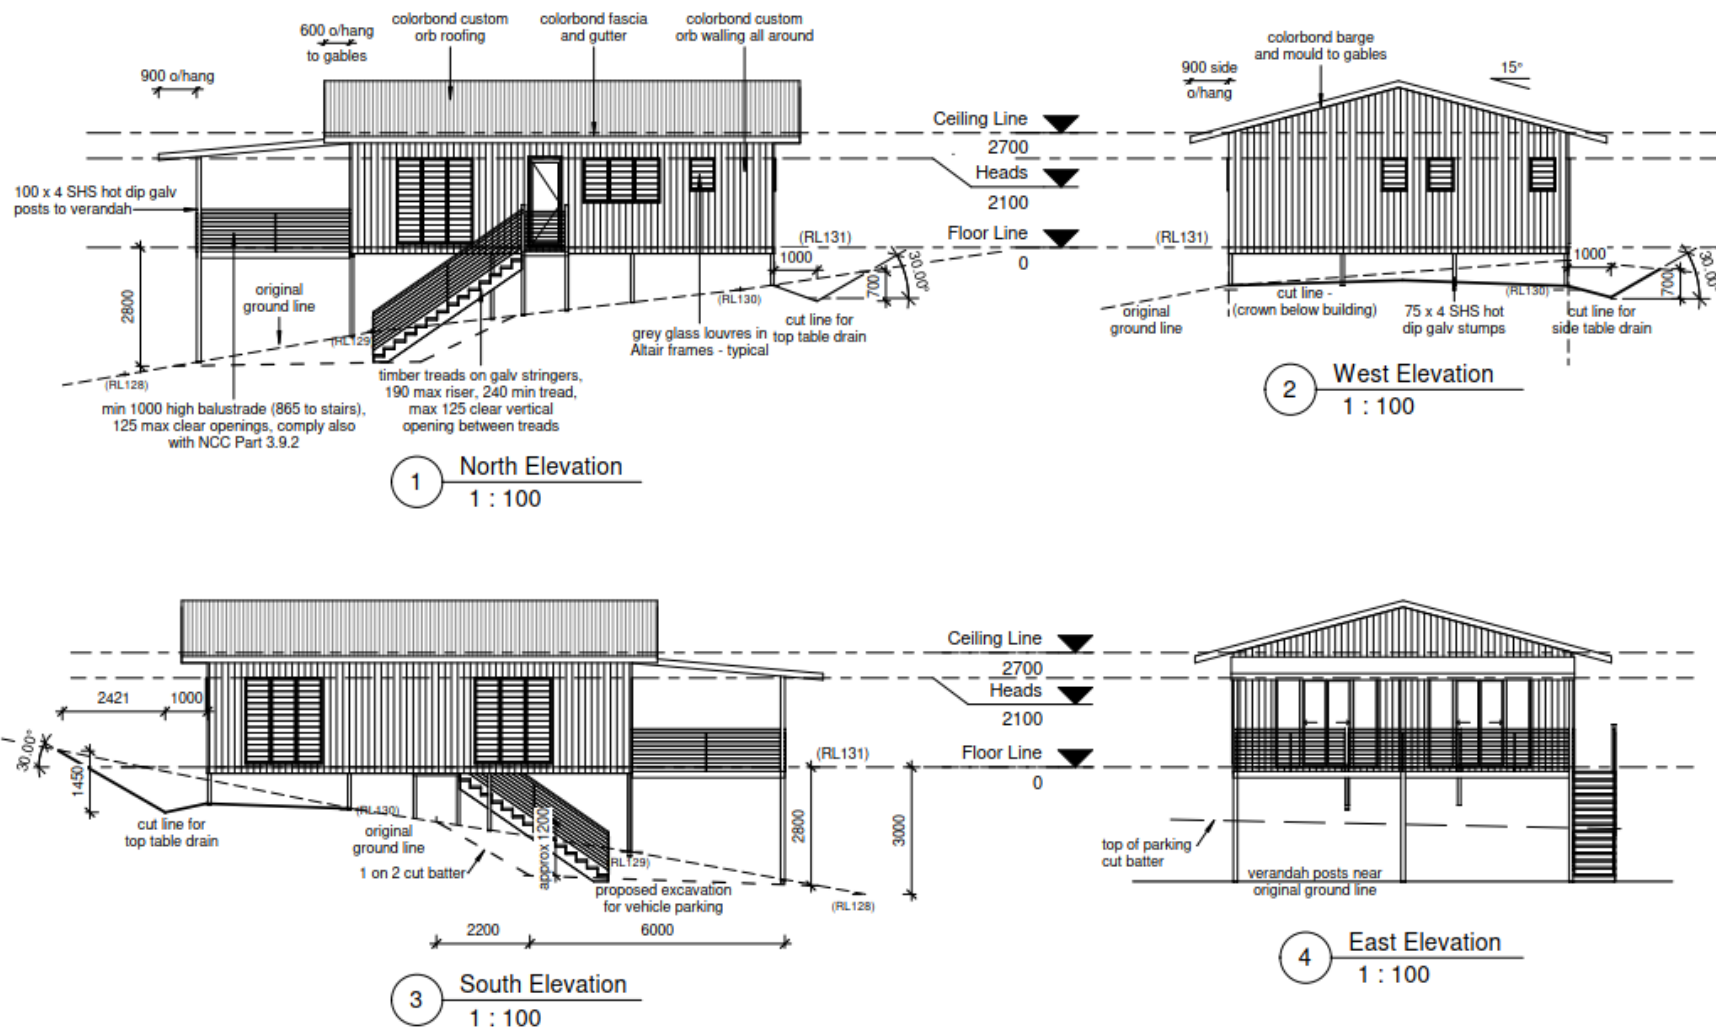 600 o/hang
to gables
colorbond custom
orb roofing
colorbond fascia
and gutter
colorbond custom
orb walling all around
900 o/hang
100 x 4 SHS hot dip galv
posts to verandah
2800
original
ground line
(RL128)
(RL129)
(RL130)
(RL131)
1000
700
30.00°
cut line for
top table drain
grey glass louvres in
Altair frames - typical
timber treads on galv stringers,
190 max riser, 240 min tread,
max 125 clear vertical
opening between treads
min 1000 high balustrade (865 to stairs),
125 max clear openings, comply also
with NCC Part 3.9.2
1
North Elevation
1 : 100
Ceiling Line
2700
Heads
2100
Floor Line
0
colorbond barge
and mould to gables
900 side
o/hang
15°
(RL131)
1000
700
30.00°
original
ground line
cut line -
(crown below building)
75 x 4 SHS hot
dip galv stumps
(RL130)
cut line for
side table drain
2
West Elevation
1 : 100
2421
1000
30.00°
1450
cut line for
top table drain
(RL130)
original
ground line
1 on 2 cut batter
approx 1200
(RL129)
proposed excavation
for vehicle parking
(RL128)
(RL131)
2800
3000
2200
6000
3
South Elevation
1 : 100
Ceiling Line
2700
Heads
2100
Floor Line
0
top of parking
cut batter
verandah posts near
original ground line
4
East Elevation
1 : 100